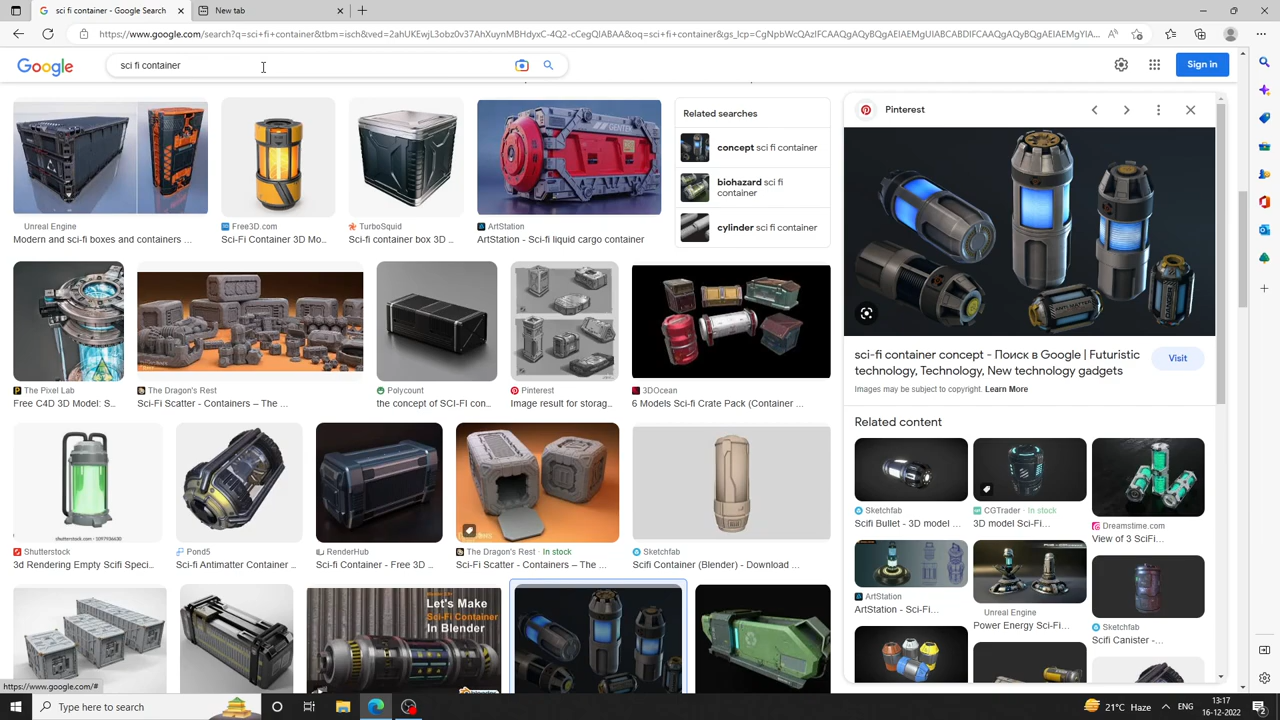 sci fi container - Google Search
New tab
https://www.google.com/search?q=sci+fi+container&tbm=isch&ved=2ahUKEwjL3obz0v37AhXuynMBHdyxC-4Q2-cCegQIABAA&oq=sci+fi+container&gs_lcp=CgNpbWcQAzIFCAAQgAQyBQgAEIAEMgUIABCABDIFCAAQgAQyBQgAEIAEMgYIA...
Google
sci fi container
Sign in
Unreal Engine
Modern and sci-fi boxes and containers ...
Free3D.com
Sci-Fi Container 3D Mo...
TurboSquid
Sci-fi container box 3D ...
ArtStation
ArtStation - Sci-fi liquid cargo container
Related searches
concept sci fi container
biohazard sci fi
container
cylinder sci fi container
The Pixel Lab
Free C4D 3D Model: S...
The Dragon's Rest
Sci-Fi Scatter - Containers – The ...
Polycount
the concept of SCI-FI con...
Pinterest
Image result for storag...
3DOcean
6 Models Sci-fi Crate Pack (Container ...
Shutterstock
3d Rendering Empty Scifi Speci...
Pond5
Sci-fi Antimatter Container ...
RenderHub
Sci-fi Container - Free 3D ...
The Dragon's Rest · In stock
Sci-Fi Scatter - Containers – The ...
Sketchfab
Scifi Container (Blender) - Download ...
Let's Make
Sci-Fi Container
In Blender
https://www.google.com/#
Pinterest
sci-fi container concept - Поиск в Google | Futuristic
technology, Technology, New technology gadgets
Visit
Images may be subject to copyright. Learn More
Related content
Sketchfab
Scifi Bullet - 3D model ...
CGTrader · In stock
3D model Sci-Fi...
Dreamstime.com
View of 3 SciFi...
ArtStation
ArtStation - Sci-Fi...
Unreal Engine
Power Energy Sci-Fi...
Sketchfab
Scifi Canister -...
Type here to search
21°C Haze
ENG
13:17
16-12-2022